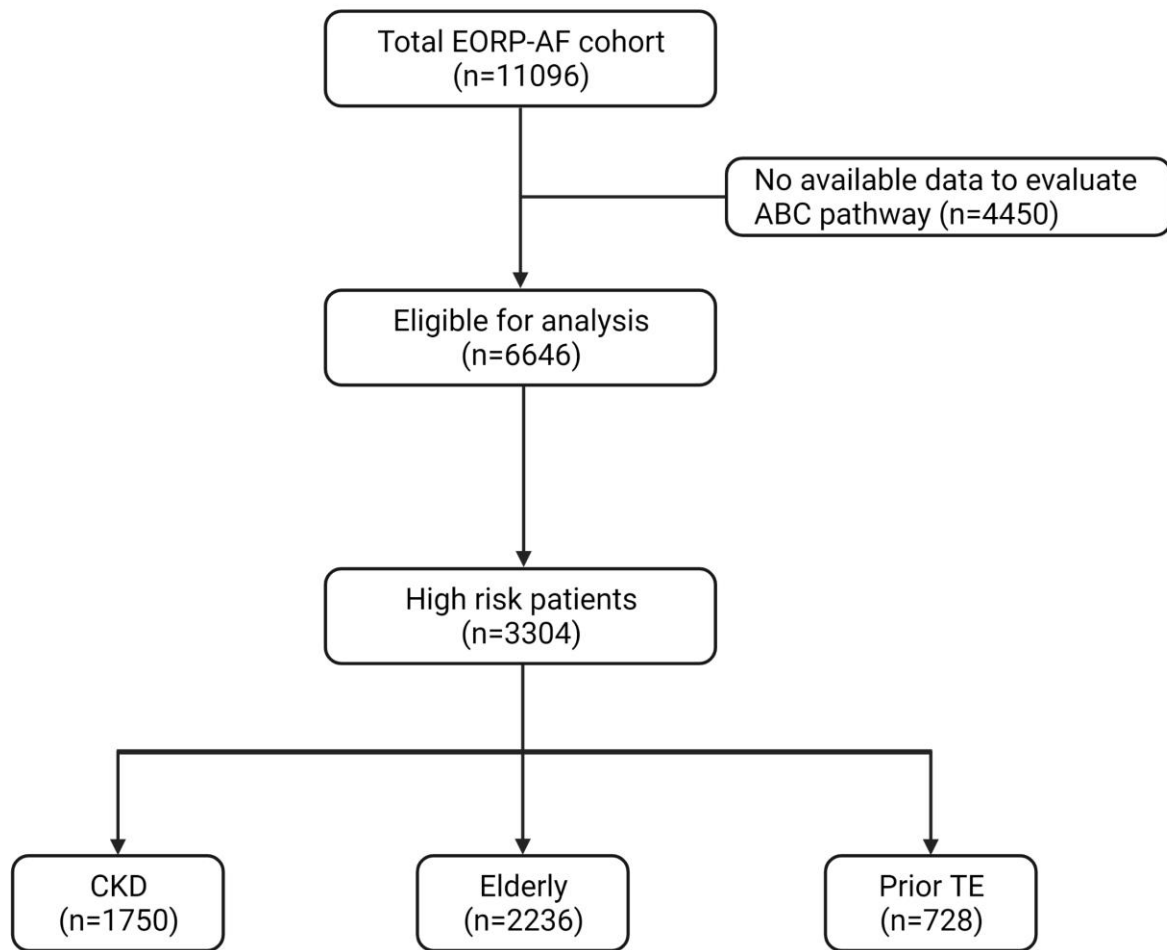 Total EORP-AF cohort
(n=11096)
No available data to evaluate
ABC pathway (n=4450)
Eligible for analysis
(n=6646)
High risk patients
(n=3304)
CKD
(n=1750)
Elderly
(n=2236)
Prior TE
(n=728)